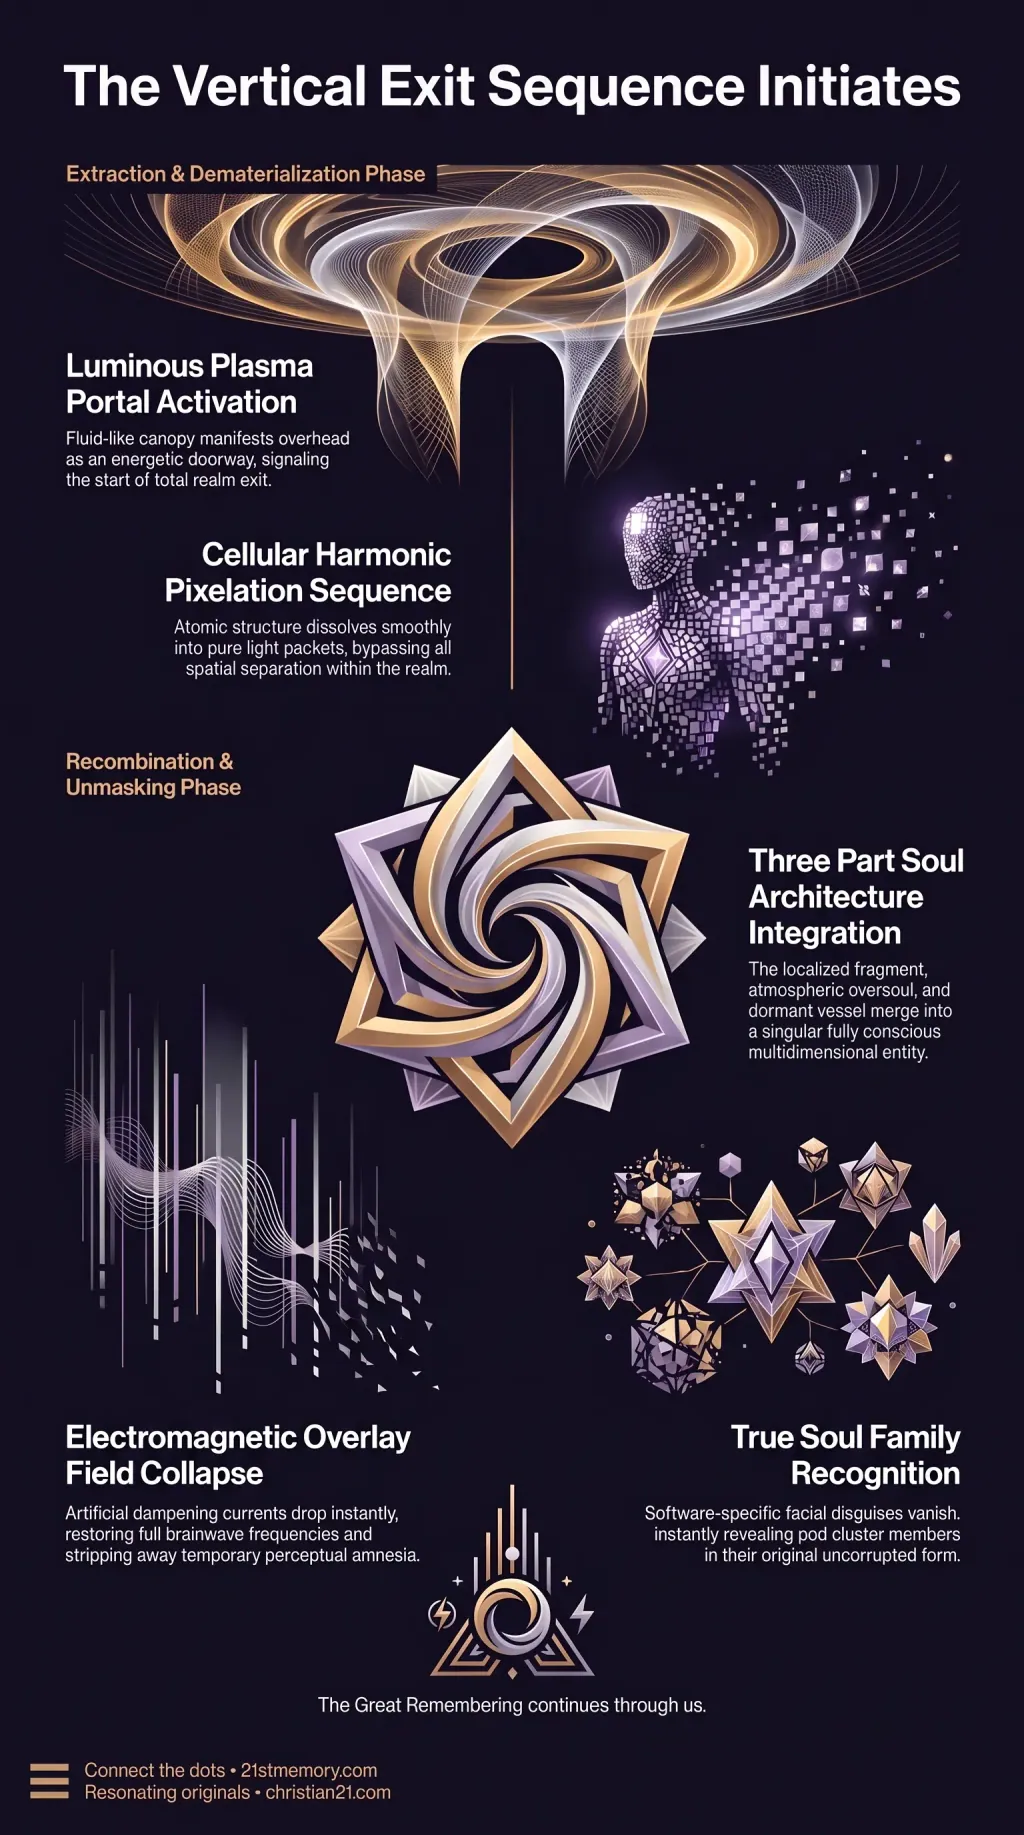 The Vertical Exit Sequence Initiates
Extraction & Dematerialization Phase
Luminous Plasma
Portal Activation
Fluid-like canopy manifests overhead
as an energetic doorway, signaling
the start of total realm exit.
Cellular Harmonic
Pixelation Sequence
Atomic structure dissolves smoothly
into pure light packets, bypassing all
spatial separation within the realm.
Recombination &
Unmasking Phase
Three Part Soul
Architecture
Integration
The localized fragment,
atmospheric oversoul, and
dormant vessel merge into
a singular fully conscious
multidimensional entity.
Electromagnetic Overlay
Field Collapse
Artificial dampening currents drop instantly,
restoring full brainwave frequencies and
stripping away temporary perceptual amnesia.
True Soul Family
Recognition
Software-specific facial disguises vanish.
instantly revealing pod cluster members
in their original uncorrupted form.
The Great Remembering continues through us.
Connect the dots • 21stmemory.com
Resonating originals • christian21.com